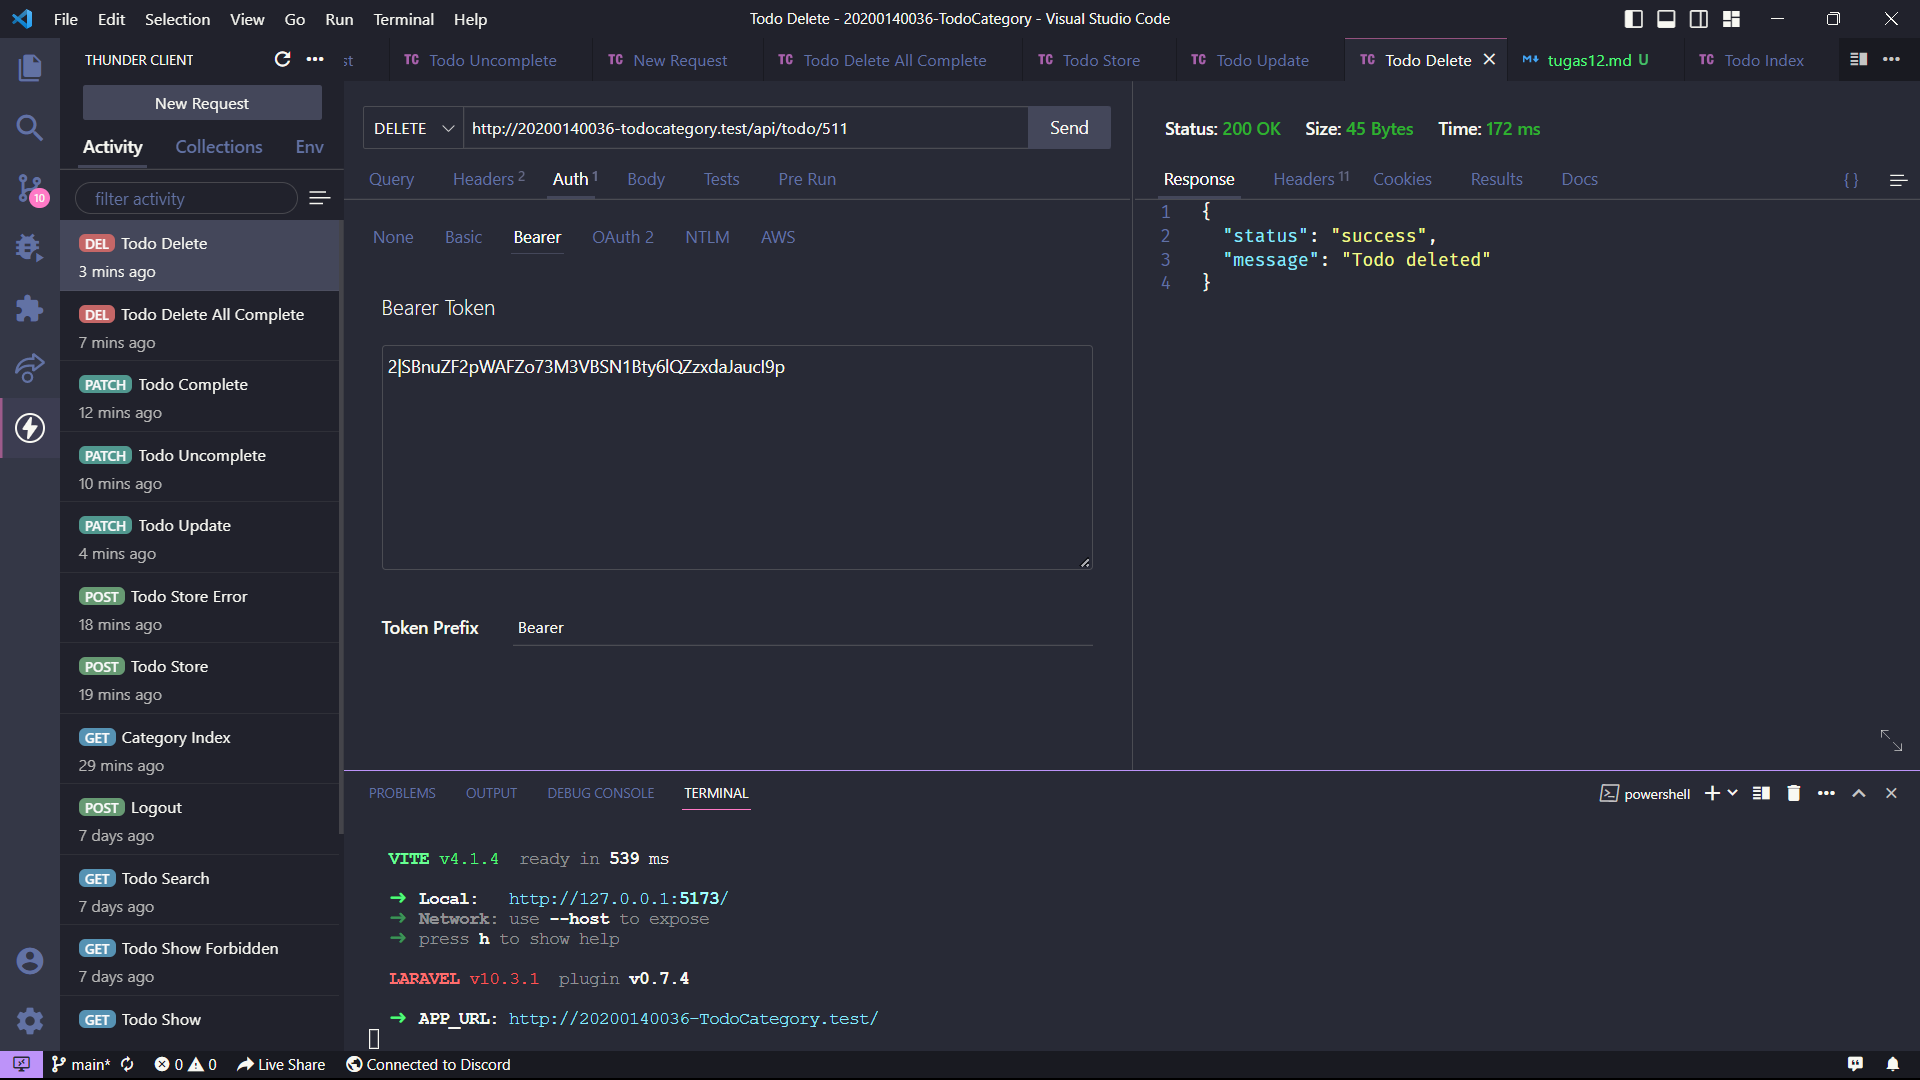 File Edit Selection View Go Run Terminal Help
Todo Delete - 20200140036-TodoCategory - Visual Studio Code
THUNDER CLIENT
st
TC Todo Uncomplete
TC New Request
TC Todo Delete All Complete
TC Todo Store
TC Todo Update
TC Todo Delete
tugas12.md U
TC Todo Index
New Request
Activity Collections Env
filter activity
DEL Todo Delete
3 mins ago
DEL Todo Delete All Complete
7 mins ago
PATCH Todo Complete
12 mins ago
PATCH Todo Uncomplete
10 mins ago
PATCH Todo Update
4 mins ago
POST Todo Store Error
18 mins ago
POST Todo Store
19 mins ago
GET Category Index
29 mins ago
POST Logout
7 days ago
GET Todo Search
7 days ago
GET Todo Show Forbidden
7 days ago
GET Todo Show
10
DELETE http://20200140036-todocategory.test/api/todo/511 Send
Query Headers 2 Auth 1 Body Tests Pre Run
None Basic Bearer OAuth 2 NTLM AWS
Bearer Token
2|SBnuZF2pWAFZo73M3VBSN1Bty6lQZzxdaJaucI9p
Token Prefix Bearer
Status: 200 OK Size: 45 Bytes Time: 172 ms
Response Headers 11 Cookies Results Docs { }
1 {
2 "status": "success",
3 "message": "Todo deleted"
4 }
PROBLEMS OUTPUT DEBUG CONSOLE TERMINAL
powershell
VITE v4.1.4 ready in 539 ms
➜ Local: http://127.0.0.1:5173/
➜ Network: use --host to expose
➜ press h to show help
LARAVEL v10.3.1 plugin v0.7.4
➜ APP_URL: http://20200140036-TodoCategory.test/
main* 0 0 Live Share Connected to Discord